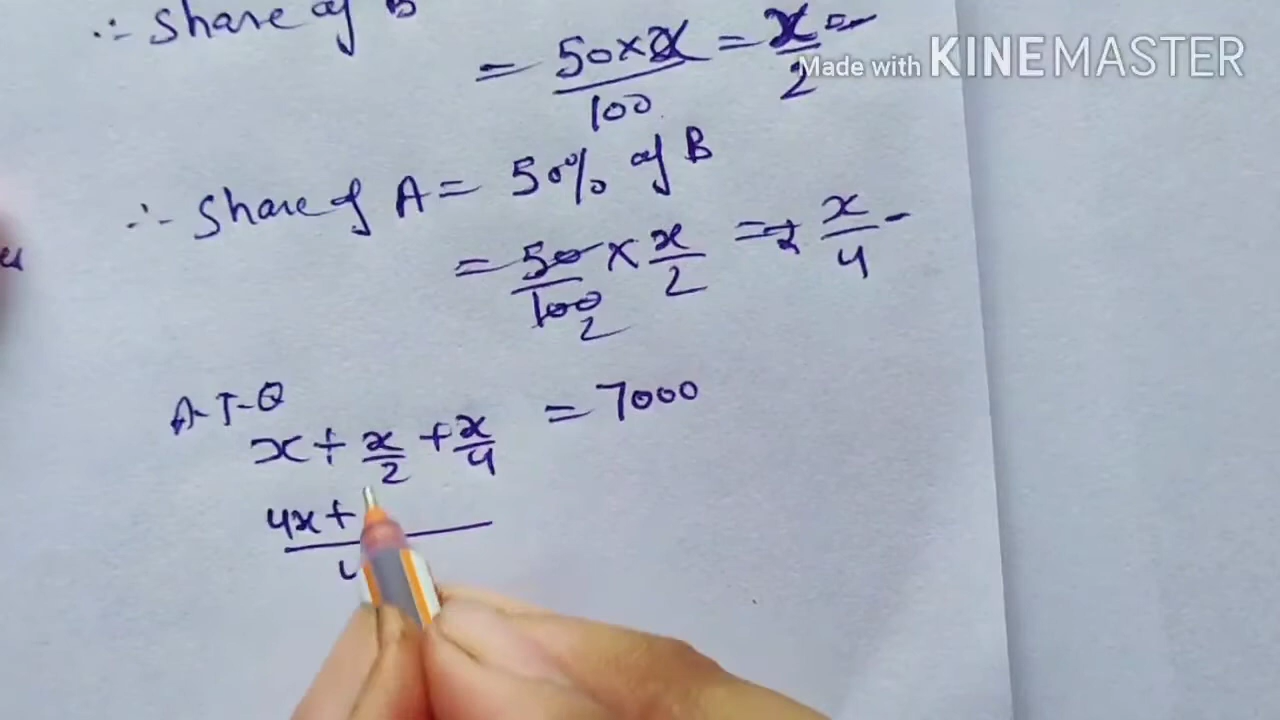 ∴ Share of B
= 50×x/100 = x/2
Made with KINEMASTER
∴ Share of A = 50% of B
= 50/100 × x/2 = x/4
2
A-T-Q
x + x/2 + x/4 = 7000
4x +